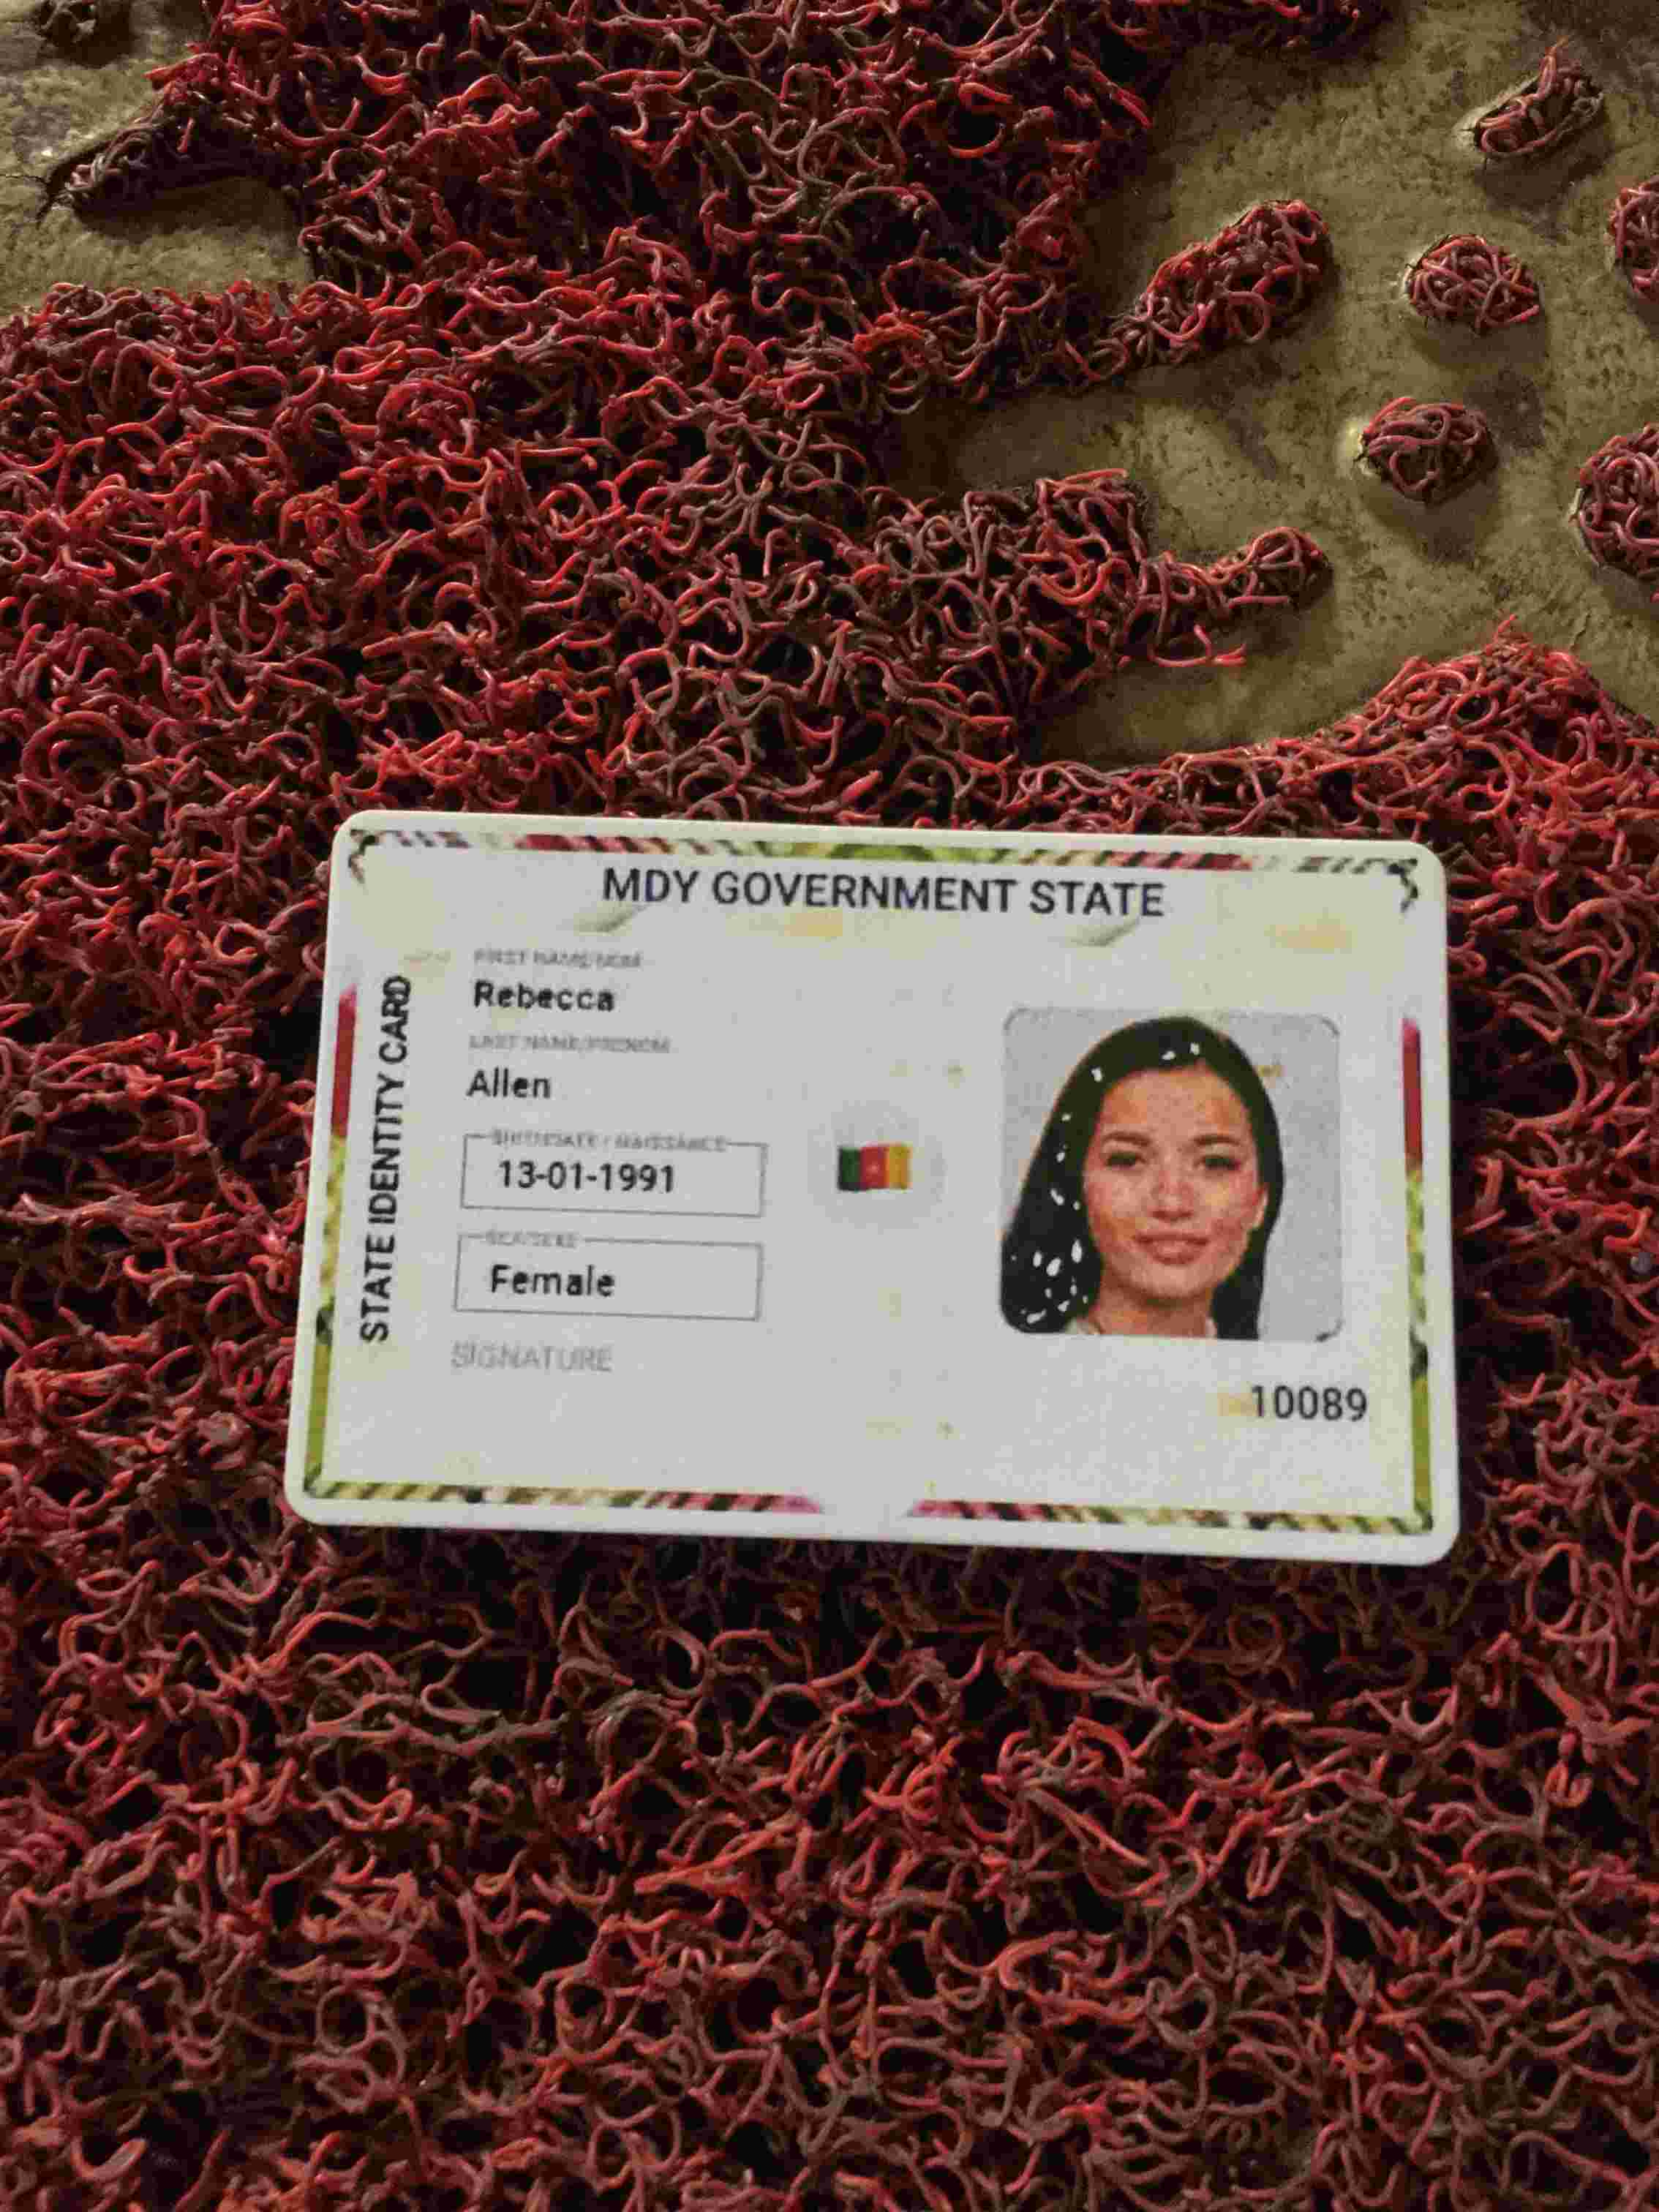 MDY GOVERNMENT STATE
STATE IDENTITY CARD
FIRST NAME/NOM
Rebecca
LAST NAME/PRENOM
Allen
BIRTHDATE / NAISSANCE
13-01-1991
SEX/SEXE
Female
SIGNATURE
10089